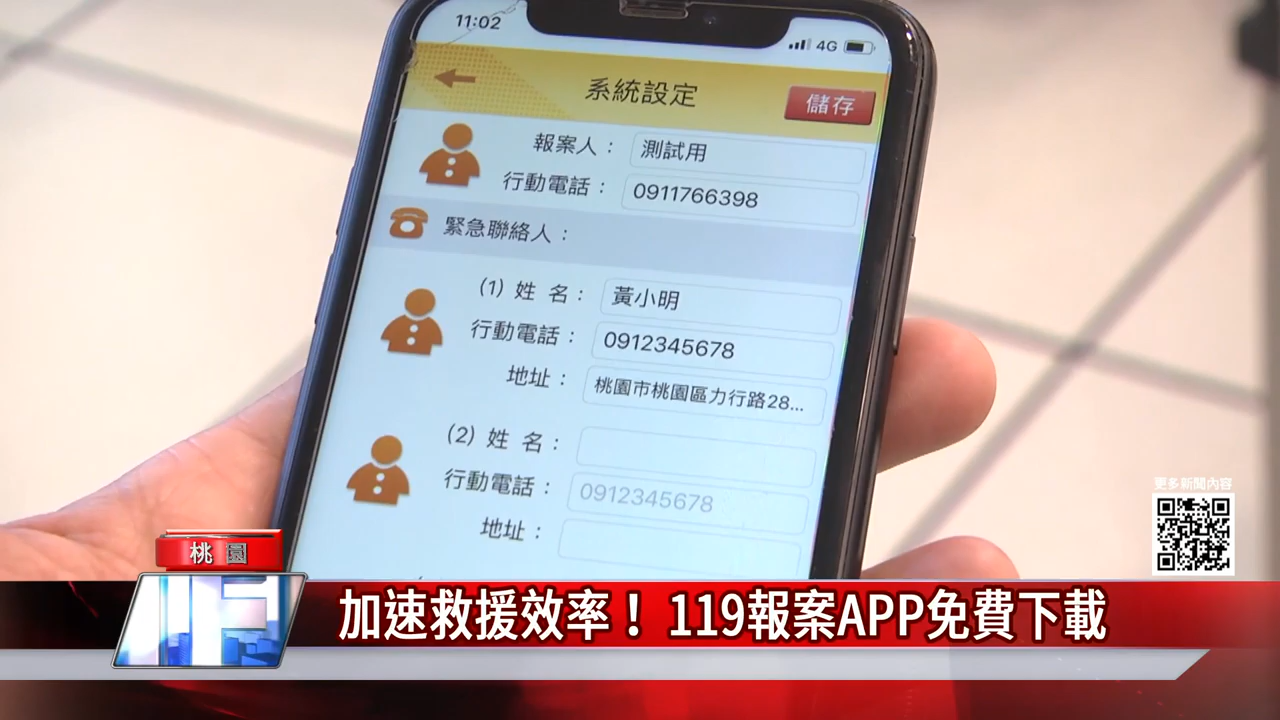 11:02
4G
系統設定
儲存
報案人：
測試用
行動電話：
0911766398
緊急聯絡人：
(1) 姓 名：
黃小明
行動電話：
0912345678
地址：
桃園市桃園區力行路28...
(2) 姓 名：
行動電話：
0912345678
地址：
更多新聞內容
桃園
加速救援效率！ 119報案APP免費下載